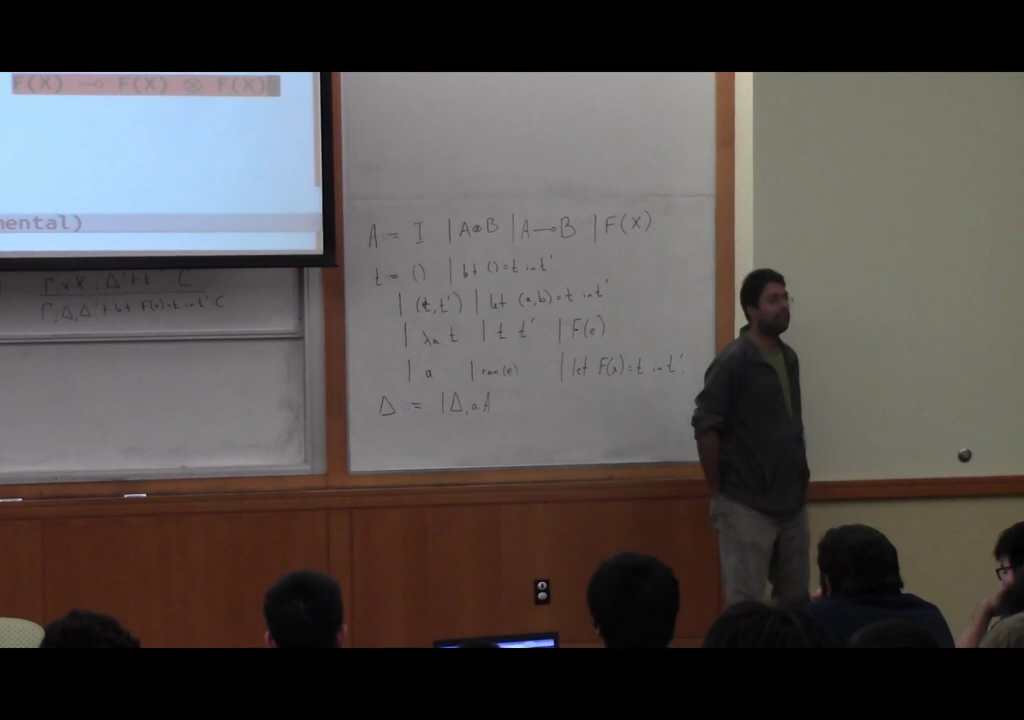 F(X) ⊸ F(X) ⊗ F(X)
mental)
Γ, x:X, Δ' ⊢ t : C
Γ, Δ, Δ' ⊢ let F(x) = t in t' : C
A ::= I | A⊗B | A⊸B | F(X)
t = () | let () = t in t'
| (t, t') | let (a, b) = t in t'
| λa t | t t' | F(e)
| a | run(e) | let F(x) = t in t'
Δ ::= · | Δ, a:A